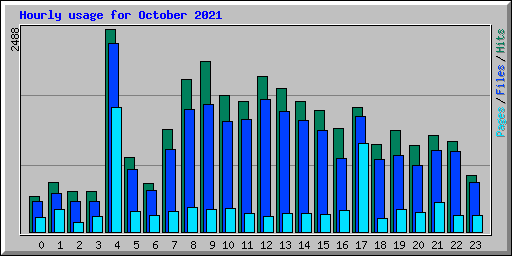 Hourly usage for October 2021
2488
Pages/Files/Hits
0 1 2 3 4 5 6 7 8 9 10 11 12 13 14 15 16 17 18 19 20 21 22 23